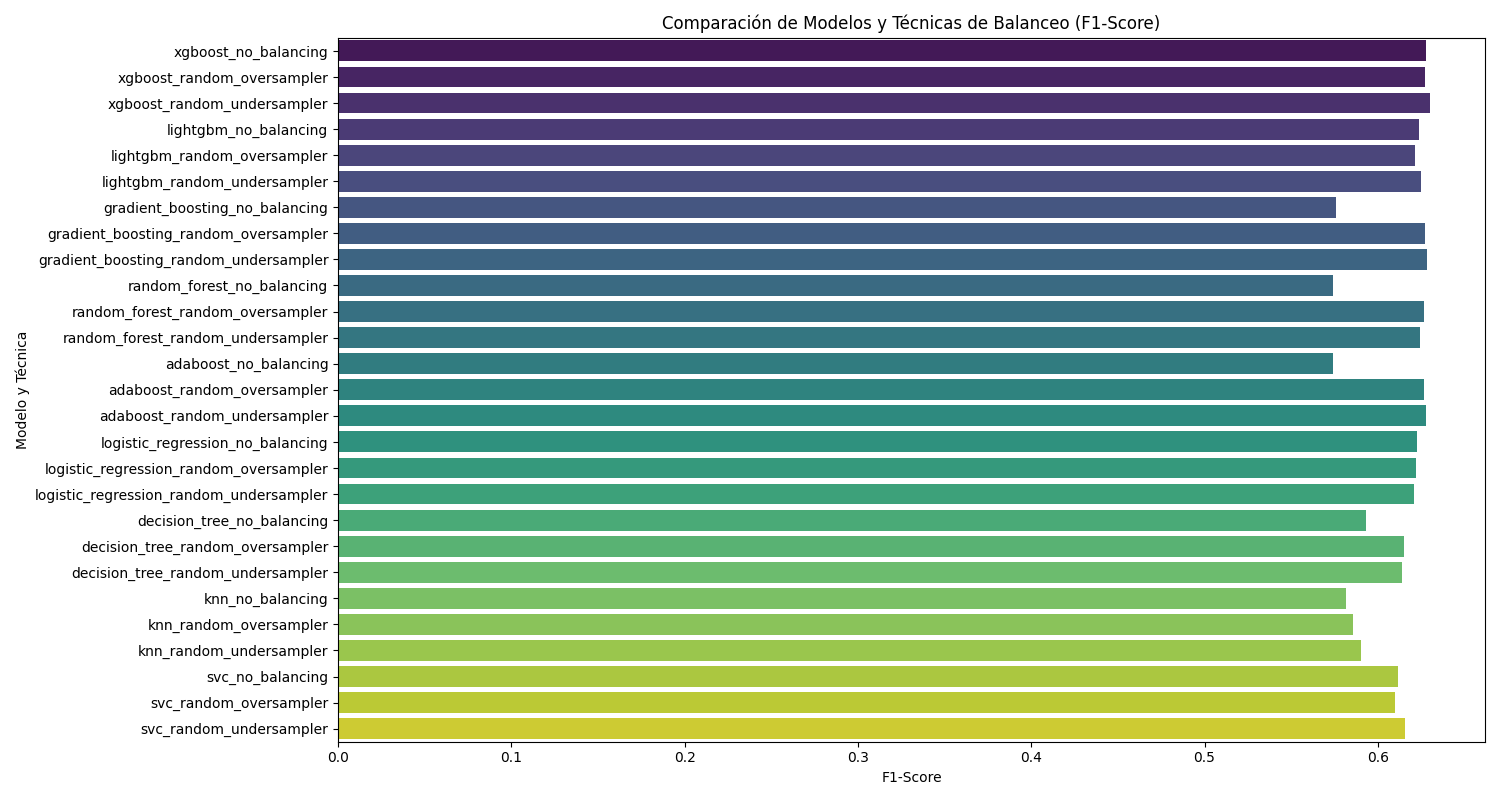 Comparación de Modelos y Técnicas de Balanceo (F1-Score)
Modelo y Técnica
xgboost_no_balancing
xgboost_random_oversampler
xgboost_random_undersampler
lightgbm_no_balancing
lightgbm_random_oversampler
lightgbm_random_undersampler
gradient_boosting_no_balancing
gradient_boosting_random_oversampler
gradient_boosting_random_undersampler
random_forest_no_balancing
random_forest_random_oversampler
random_forest_random_undersampler
adaboost_no_balancing
adaboost_random_oversampler
adaboost_random_undersampler
logistic_regression_no_balancing
logistic_regression_random_oversampler
logistic_regression_random_undersampler
decision_tree_no_balancing
decision_tree_random_oversampler
decision_tree_random_undersampler
knn_no_balancing
knn_random_oversampler
knn_random_undersampler
svc_no_balancing
svc_random_oversampler
svc_random_undersampler
0.0 0.1 0.2 0.3 0.4 0.5 0.6
F1-Score